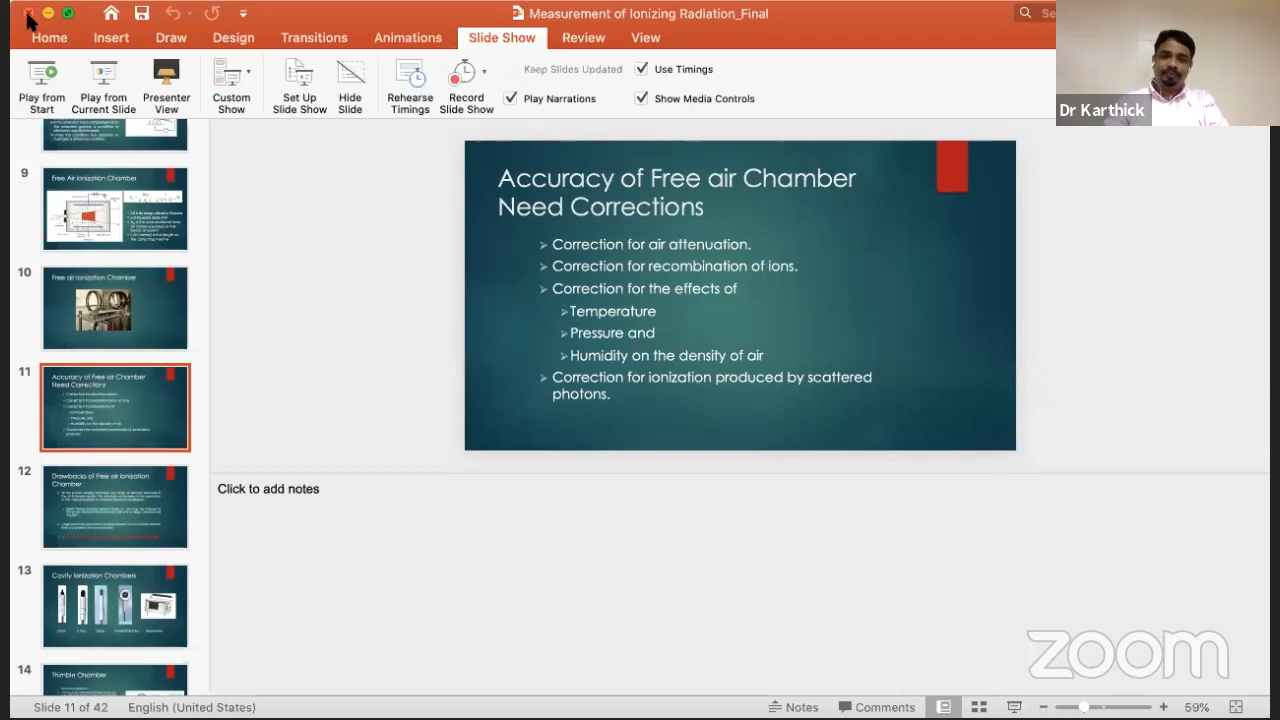 Measurement of Ionizing Radiation_Final
Se
Home Insert Draw Design Transitions Animations Slide Show Review View
Play from Start
Play from Current Slide
Presenter View
Custom Show
Set Up Slide Show
Hide Slide
Rehearse Timings
Record Slide Show
Keep Slides Updated
Use Timings
Play Narrations
Show Media Controls
Dr Karthick
9
Free Air Ionization Chamber
10
Free air Ionization Chamber
11
Accuracy of Free air Chamber
Need Corrections
12
Drawbacks of Free air Ionization
Chamber
13
Cavity Ionization Chambers
14
Thimble Chamber
Accuracy of Free air Chamber
Need Corrections
Correction for air attenuation.
Correction for recombination of ions.
Correction for the effects of
Temperature
Pressure and
Humidity on the density of air
Correction for ionization produced by scattered
photons.
Click to add notes
zoom
Slide 11 of 42 English (United States) Notes Comments 59%